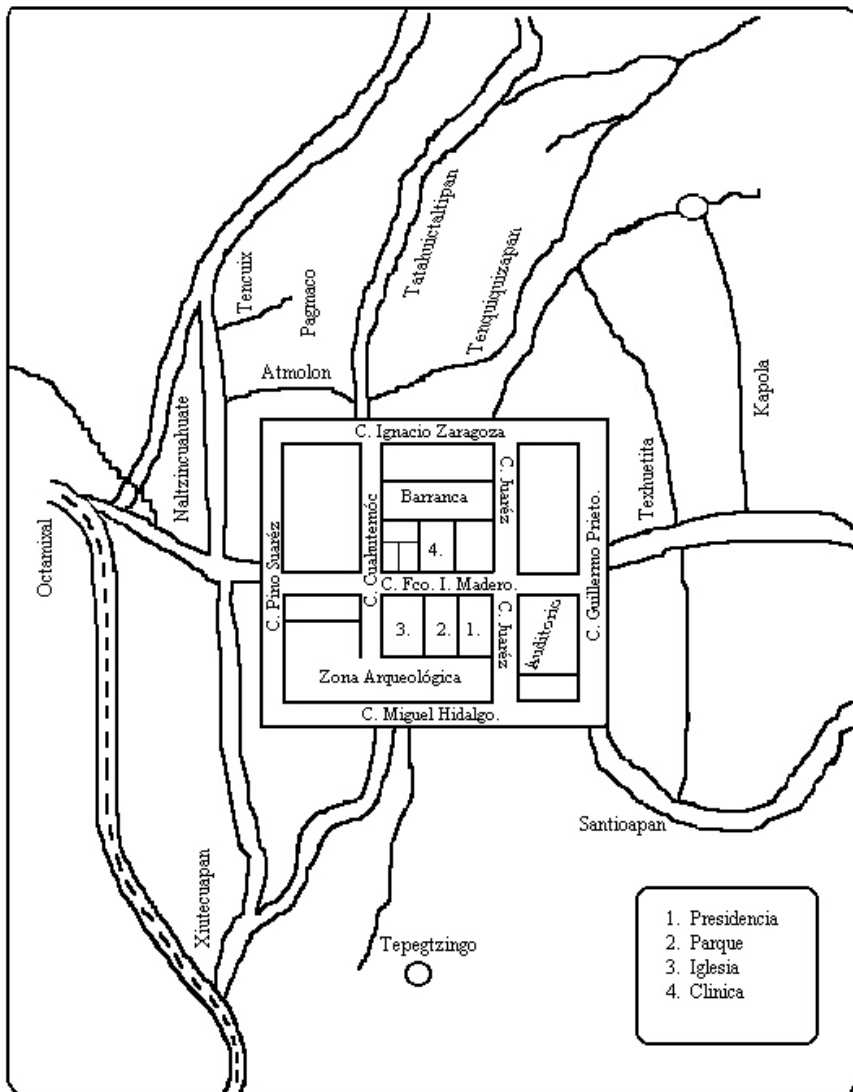 Tatahuictaltipan
Tencuix
Pagmaco
Tenquiquizapan
Atmolon
Kapola
C. Ignacio Zaragoza
Naltzincuahuate
Texhuetita
C. Juaréz
Barranca
Octamixal
C. Pino Suaréz
C. Cuahutemóc
4.
C. Guillermo Prieto.
C. Fco. I. Madero.
3.
2.
1.
C. Juaréz
Auditorio
Zona Arqueológica
C. Miguel Hidalgo.
Santioapan
Xiutecuapan
Tepegtzingo
1. Presidencia
2. Parque
3. Iglesia
4. Clinica